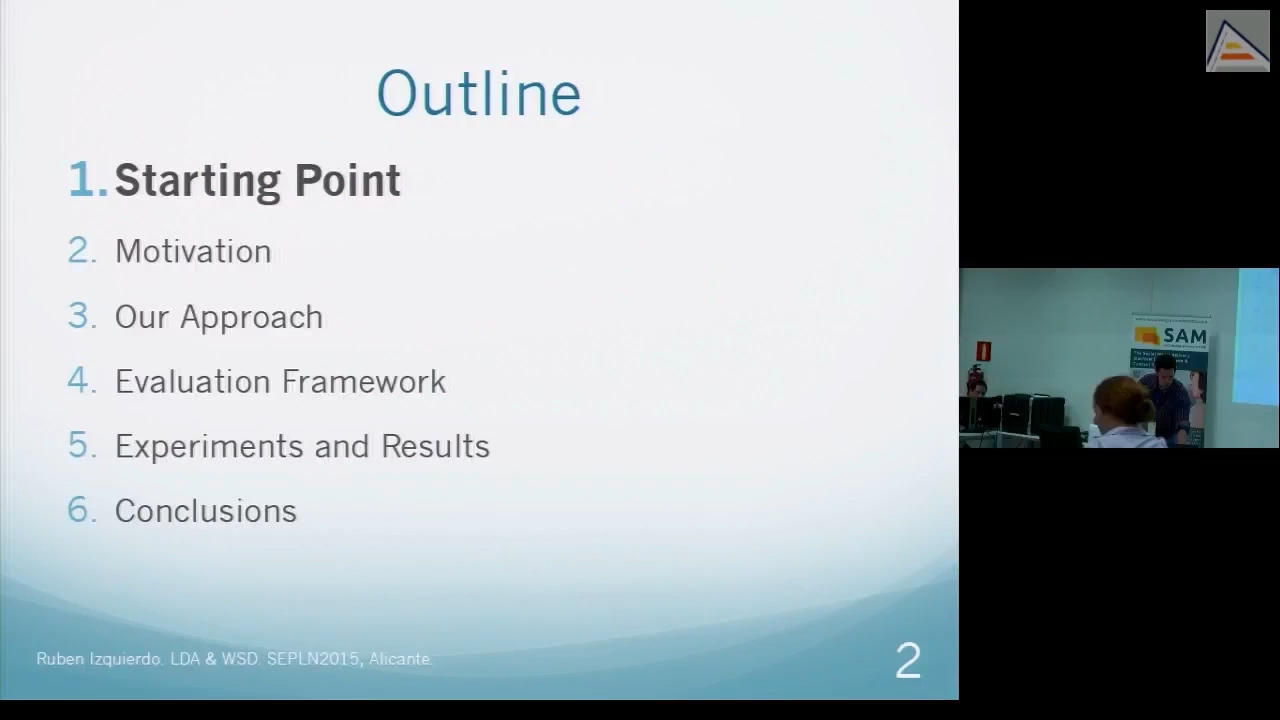 Outline
1. Starting Point
2. Motivation
3. Our Approach
4. Evaluation Framework
5. Experiments and Results
6. Conclusions
Ruben Izquierdo. LDA & WSD. SEPLN2015, Alicante.
2
SAM